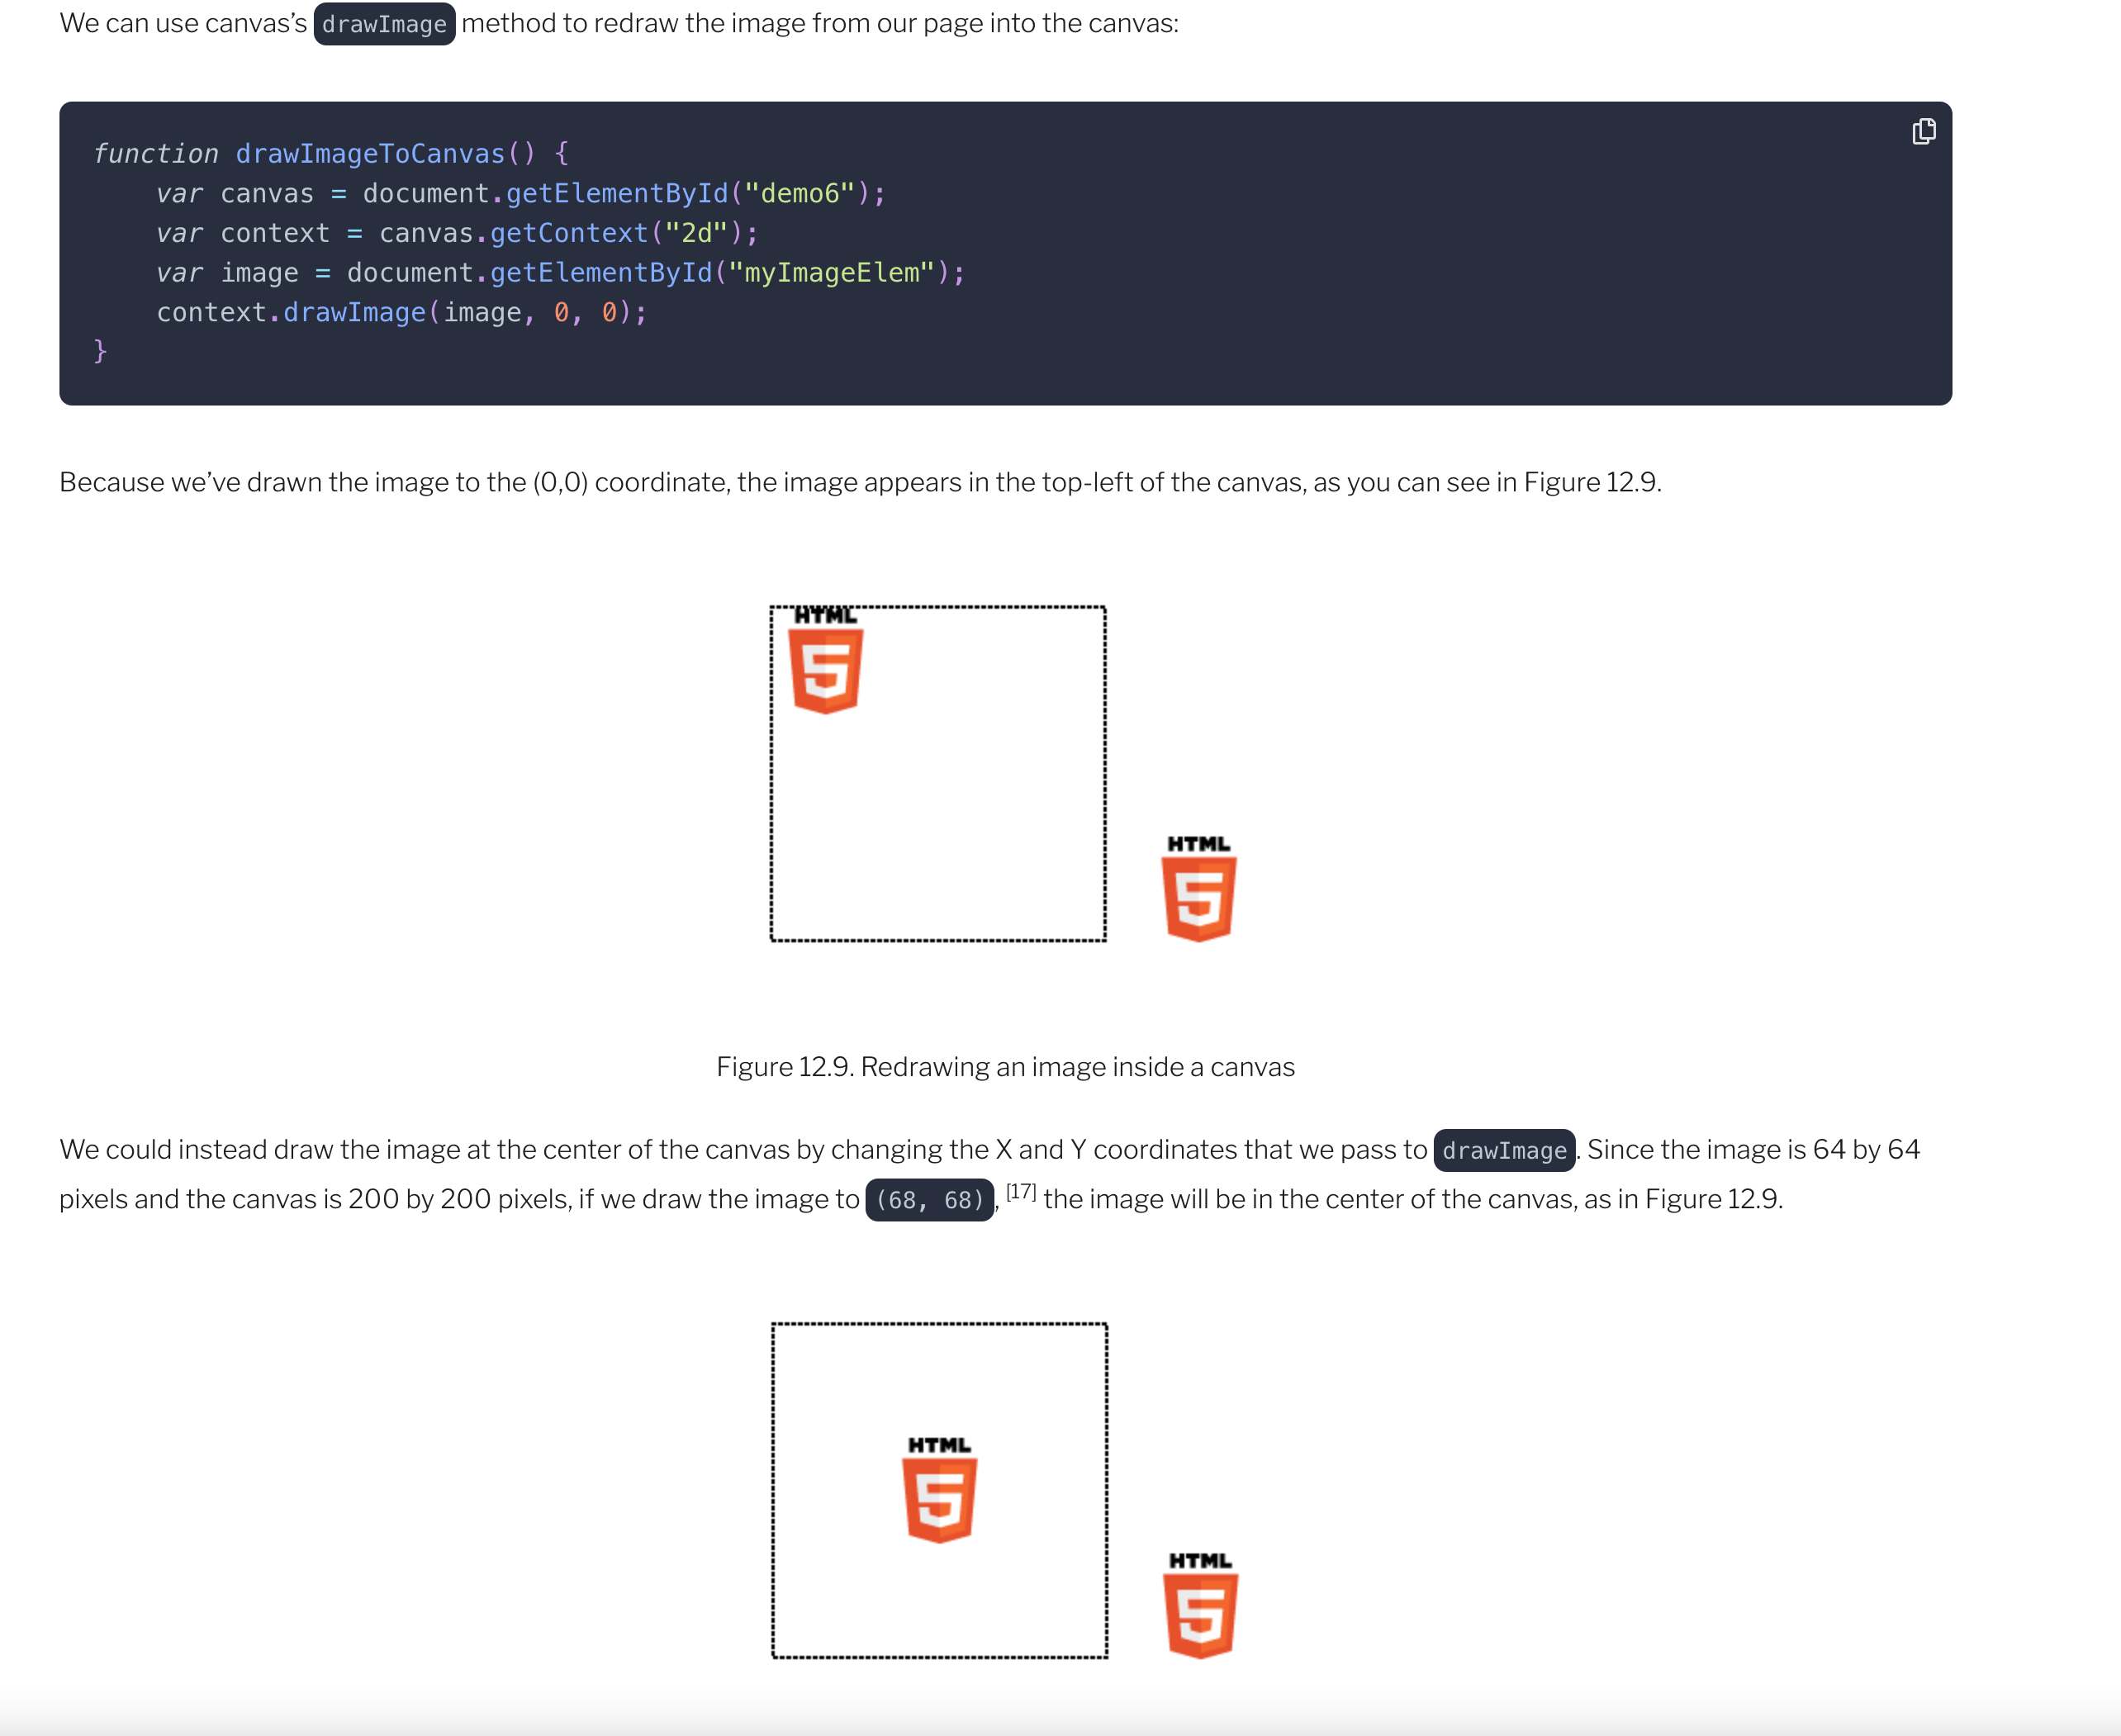 We can use canvas’s drawImage method to redraw the image from our page into the canvas:
function drawImageToCanvas() {
    var canvas = document.getElementById("demo6");
    var context = canvas.getContext("2d");
    var image = document.getElementById("myImageElem");
    context.drawImage(image, 0, 0);
}
Because we’ve drawn the image to the (0,0) coordinate, the image appears in the top-left of the canvas, as you can see in Figure 12.9.
HTML
5
HTML
5
Figure 12.9. Redrawing an image inside a canvas
We could instead draw the image at the center of the canvas by changing the X and Y coordinates that we pass to drawImage. Since the image is 64 by 64
pixels and the canvas is 200 by 200 pixels, if we draw the image to (68, 68), [17] the image will be in the center of the canvas, as in Figure 12.9.
HTML
5
HTML
5